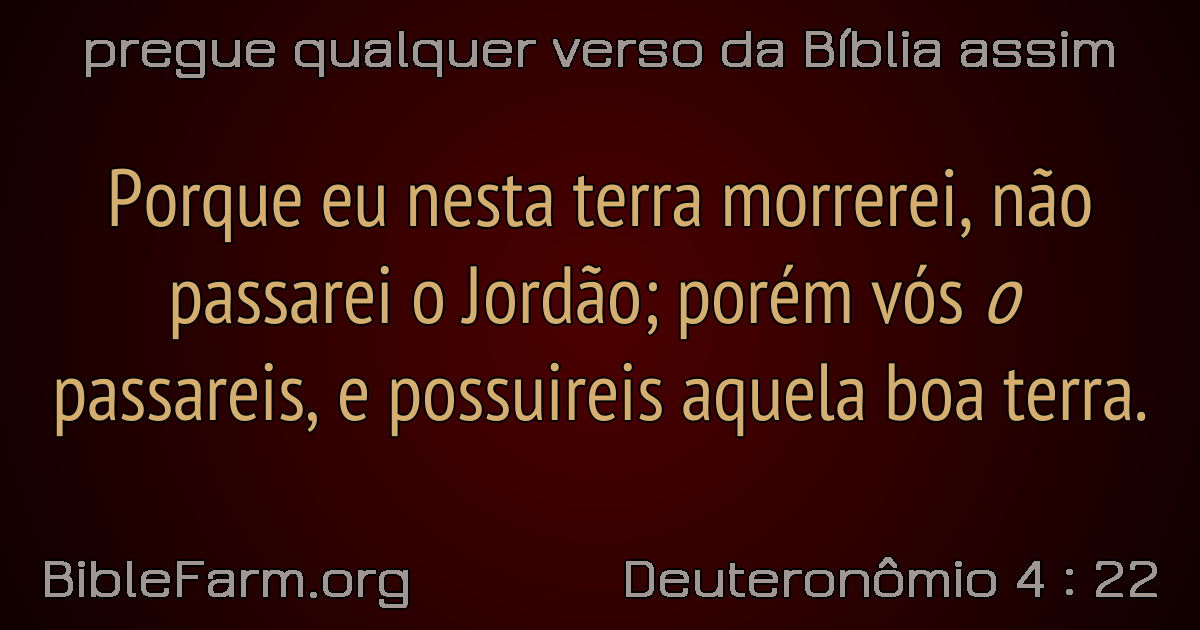 pregue qualquer verso da Bíblia assim
Porque eu nesta terra morrerei, não
passarei o Jordão; porém vós o
passareis, e possuireis aquela boa terra.
BibleFarm.org
Deuteronômio 4 : 22